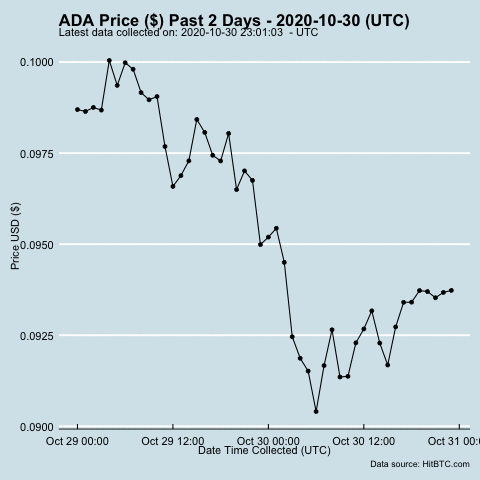 ADA Price ($) Past 2 Days - 2020-10-30 (UTC)
Latest data collected on: 2020-10-30 23:01:03 - UTC
0.1000
0.0975
0.0950
0.0925
0.0900
Price USD ($)
Oct 29 00:00 Oct 29 12:00 Oct 30 00:00 Oct 30 12:00 Oct 31 00:
Date Time Collected (UTC)
Data source: HitBTC.com